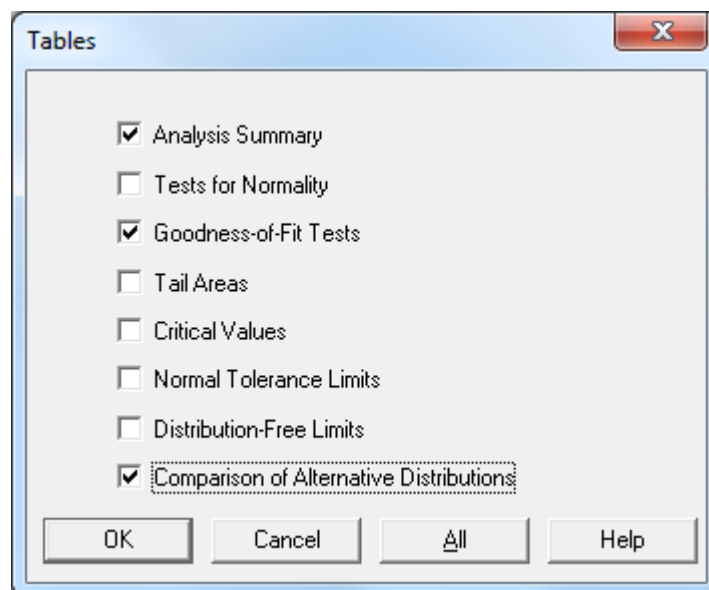 Tables
Analysis Summary
Tests for Normality
Goodness-of-Fit Tests
Tail Areas
Critical Values
Normal Tolerance Limits
Distribution-Free Limits
Comparison of Alternative Distributions
OK Cancel All Help